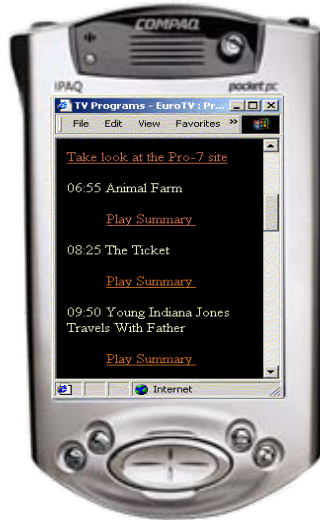 COMPAQ
iPAQ pocket pc
TV Programs - EuroTV : Pr...
File Edit View Favorites »
Take look at the Pro-7 site
06:55 Animal Farm
Play Summary
08:25 The Ticket
Play Summary
09:50 Young Indiana Jones
Travels With Father
Play Summary
Internet